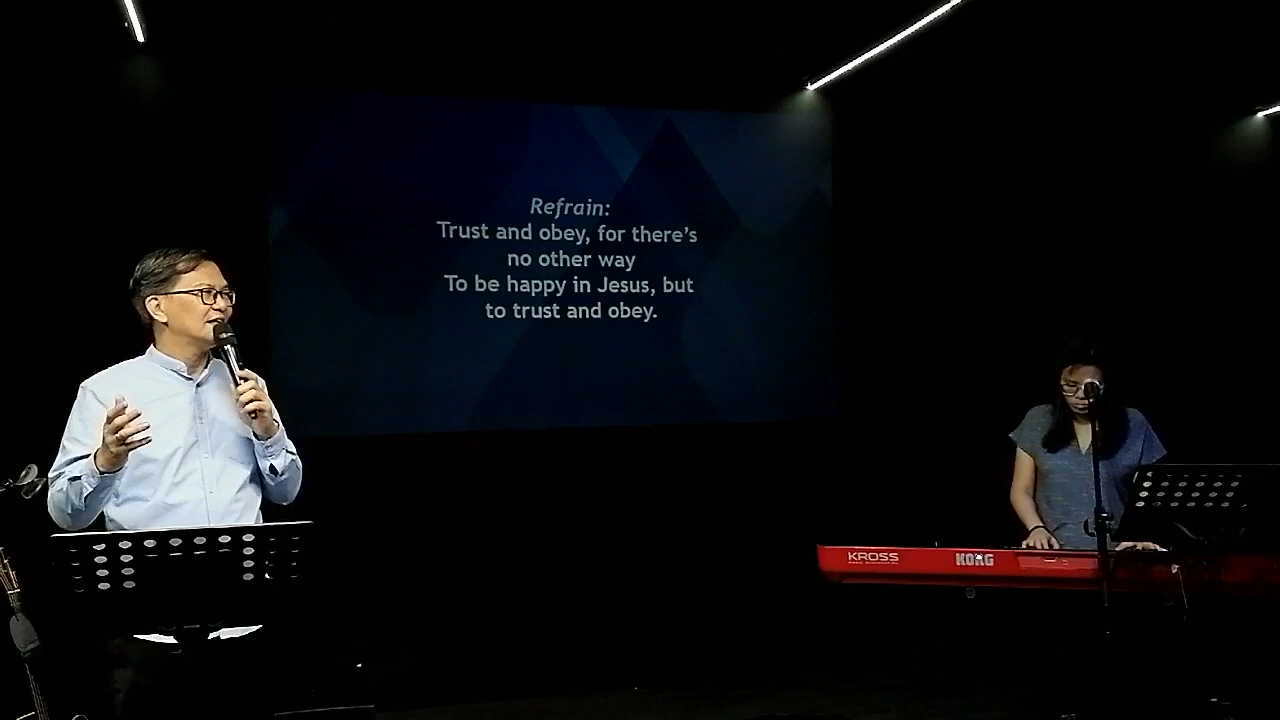 Refrain:
Trust and obey, for there's
no other way
To be happy in Jesus, but
to trust and obey.
KROSS
KORG